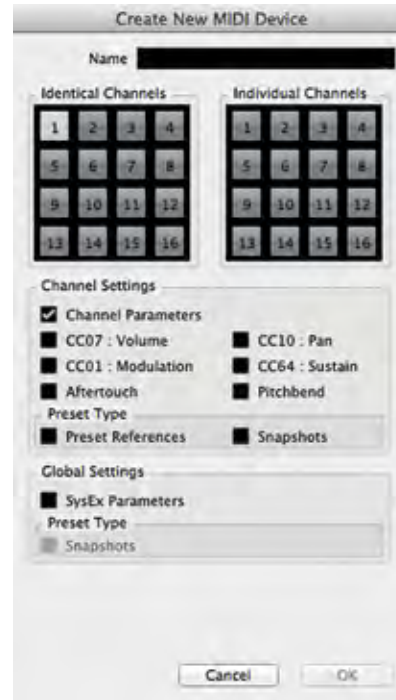 Create New MIDI Device
Name
Identical Channels Individual Channels
1 2 3 4 1 2 3 4
5 6 7 8 5 6 7 8
9 10 11 12 9 10 11 12
13 14 15 16 13 14 15 16
Channel Settings
Channel Parameters
CC07 : Volume CC10 : Pan
CC01 : Modulation CC64 : Sustain
Aftertouch Pitchbend
Preset Type
Preset References Snapshots
Global Settings
SysEx Parameters
Preset Type
Snapshots
Cancel OK